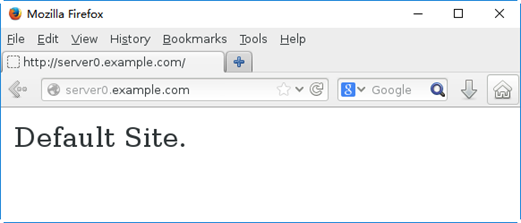 Mozilla Firefox
File Edit View History Bookmarks Tools Help
http://server0.example.com/
server0.example.com Google
Default Site.